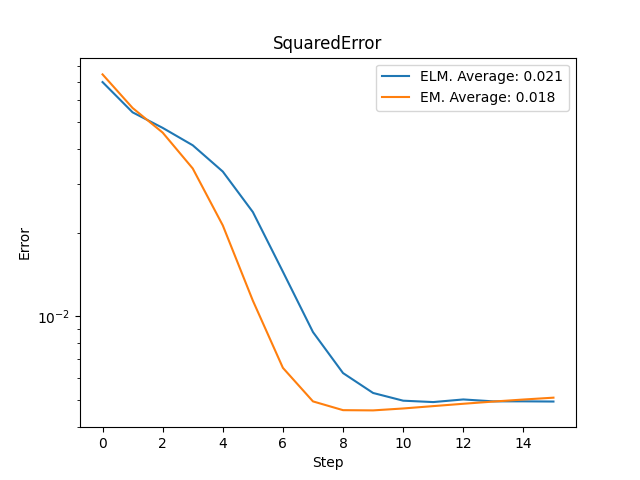 SquaredError
ELM. Average: 0.021
EM. Average: 0.018
Error
10⁻²
0 2 4 6 8 10 12 14
Step